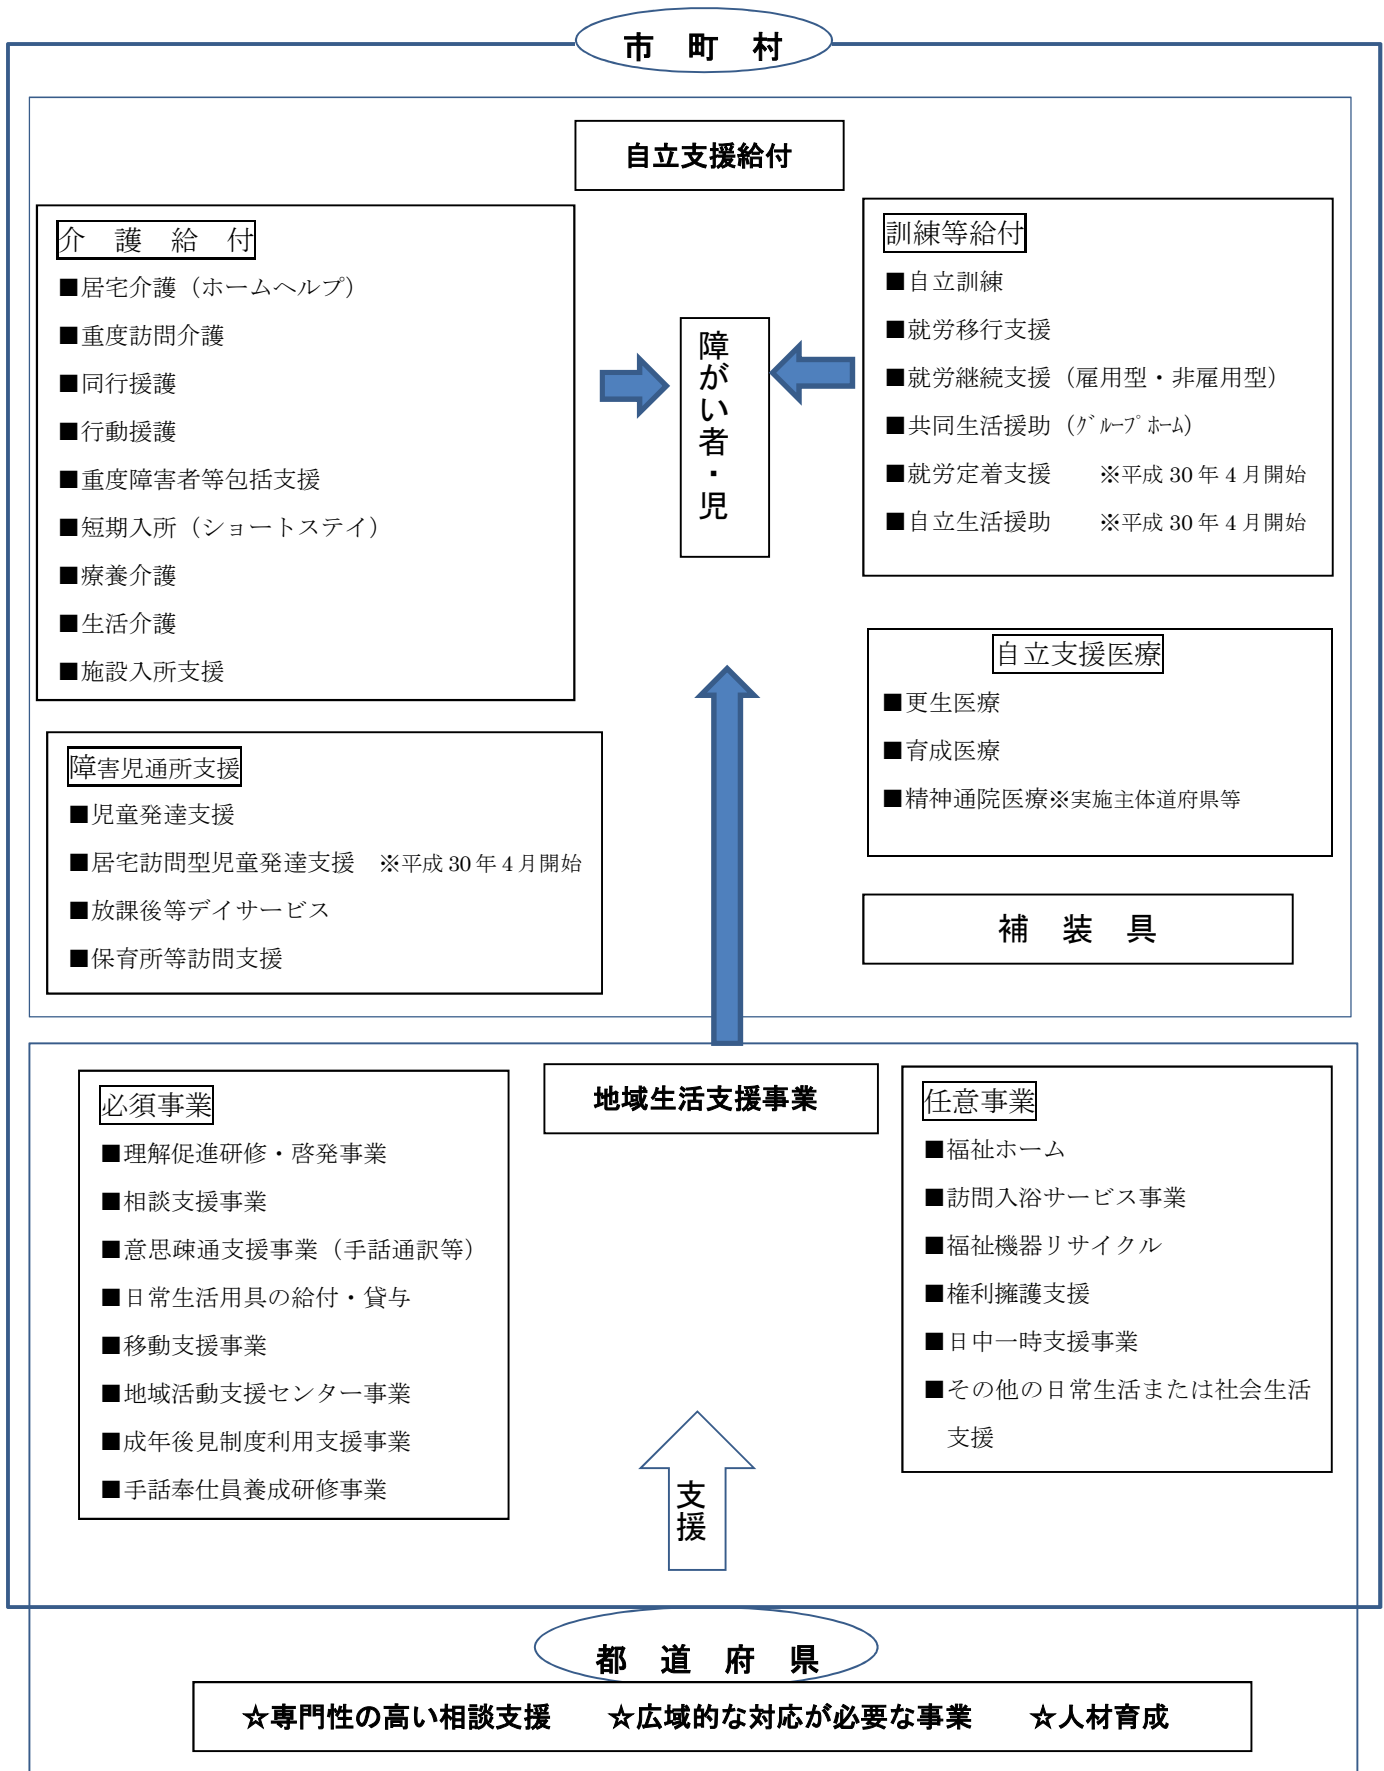 市　町　村
自立支援給付
介　護　給　付
■居宅介護（ホームヘルプ）
■重度訪問介護
■同行援護
■行動援護
■重度障害者等包括支援
■短期入所（ショートステイ）
■療養介護
■生活介護
■施設入所支援
障がい者・児
訓練等給付
■自立訓練
■就労移行支援
■就労継続支援（雇用型・非雇用型）
■共同生活援助（ｸﾞﾙｰﾌﾟﾎｰﾑ）
■就労定着支援　　※平成 30 年 4 月開始
■自立生活援助　　※平成 30 年 4 月開始
自立支援医療
■更生医療
■育成医療
■精神通院医療※実施主体道府県等
障害児通所支援
■児童発達支援
■居宅訪問型児童発達支援　※平成 30 年 4 月開始
■放課後等デイサービス
■保育所等訪問支援
補　装　具
地域生活支援事業
必須事業
■理解促進研修・啓発事業
■相談支援事業
■意思疎通支援事業（手話通訳等）
■日常生活用具の給付・貸与
■移動支援事業
■地域活動支援センター事業
■成年後見制度利用支援事業
■手話奉仕員養成研修事業
任意事業
■福祉ホーム
■訪問入浴サービス事業
■福祉機器リサイクル
■権利擁護支援
■日中一時支援事業
■その他の日常生活または社会生活
支援
支援
都　道　府　県
☆専門性の高い相談支援　　☆広域的な対応が必要な事業　　☆人材育成